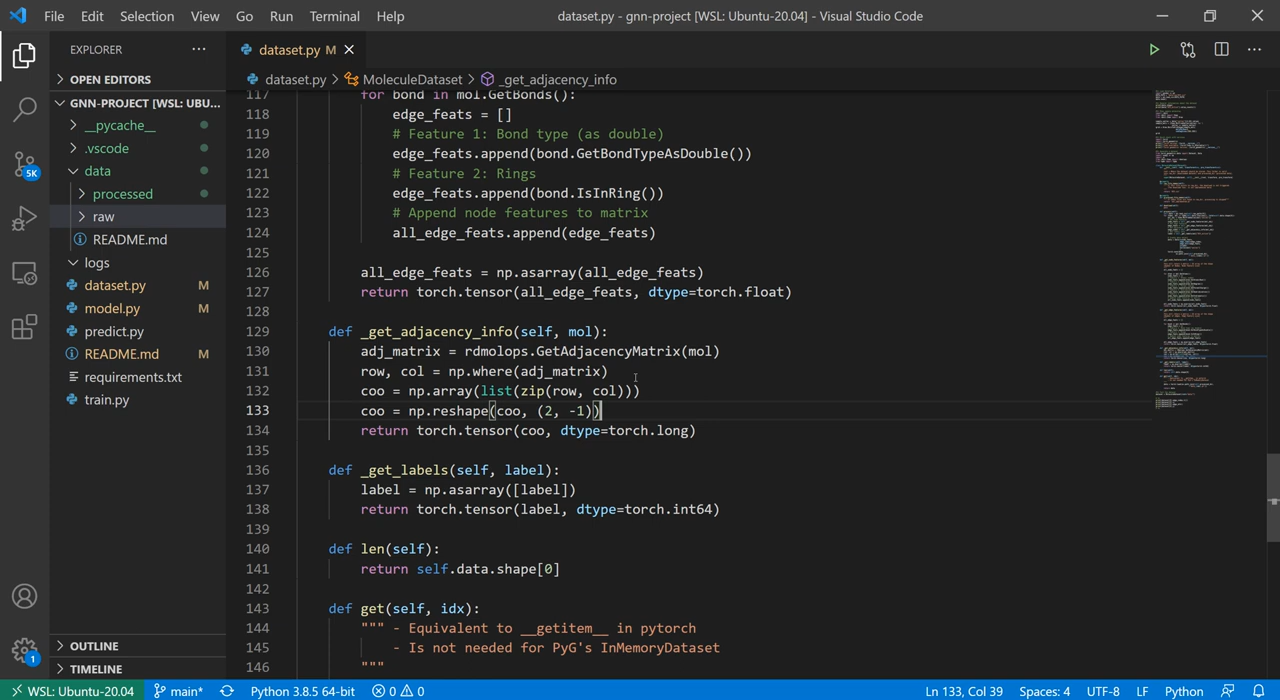 File Edit Selection View Go Run Terminal Help
dataset.py - gnn-project [WSL: Ubuntu-20.04] - Visual Studio Code
EXPLORER
OPEN EDITORS
GNN-PROJECT [WSL: UBU...
__pycache__
.vscode
data
processed
raw
README.md
logs
dataset.py M
model.py M
predict.py
README.md M
requirements.txt
train.py
OUTLINE
TIMELINE
5K
1
dataset.py M
dataset.py > MoleculeDataset > _get_adjacency_info
117 for bond in mol.GetBonds():
118 edge_feats = []
119 # Feature 1: Bond type (as double)
120 edge_feats.append(bond.GetBondTypeAsDouble())
121 # Feature 2: Rings
122 edge_feats.append(bond.IsInRing())
123 # Append node features to matrix
124 all_edge_feats.append(edge_feats)
125
126 all_edge_feats = np.asarray(all_edge_feats)
127 return torch.tensor(all_edge_feats, dtype=torch.float)
128
129 def _get_adjacency_info(self, mol):
130 adj_matrix = rdmolops.GetAdjacencyMatrix(mol)
131 row, col = np.where(adj_matrix)
132 coo = np.array(list(zip(row, col)))
133 coo = np.reshape(coo, (2, -1))
134 return torch.tensor(coo, dtype=torch.long)
135
136 def _get_labels(self, label):
137 label = np.asarray([label])
138 return torch.tensor(label, dtype=torch.int64)
139
140 def len(self):
141 return self.data.shape[0]
142
143 def get(self, idx):
144 """ - Equivalent to __getitem__ in pytorch
145 - Is not needed for PyG's InMemoryDataset
146 """
WSL: Ubuntu-20.04 main* Python 3.8.5 64-bit 0 0 Ln 133, Col 39 Spaces: 4 UTF-8 LF Python